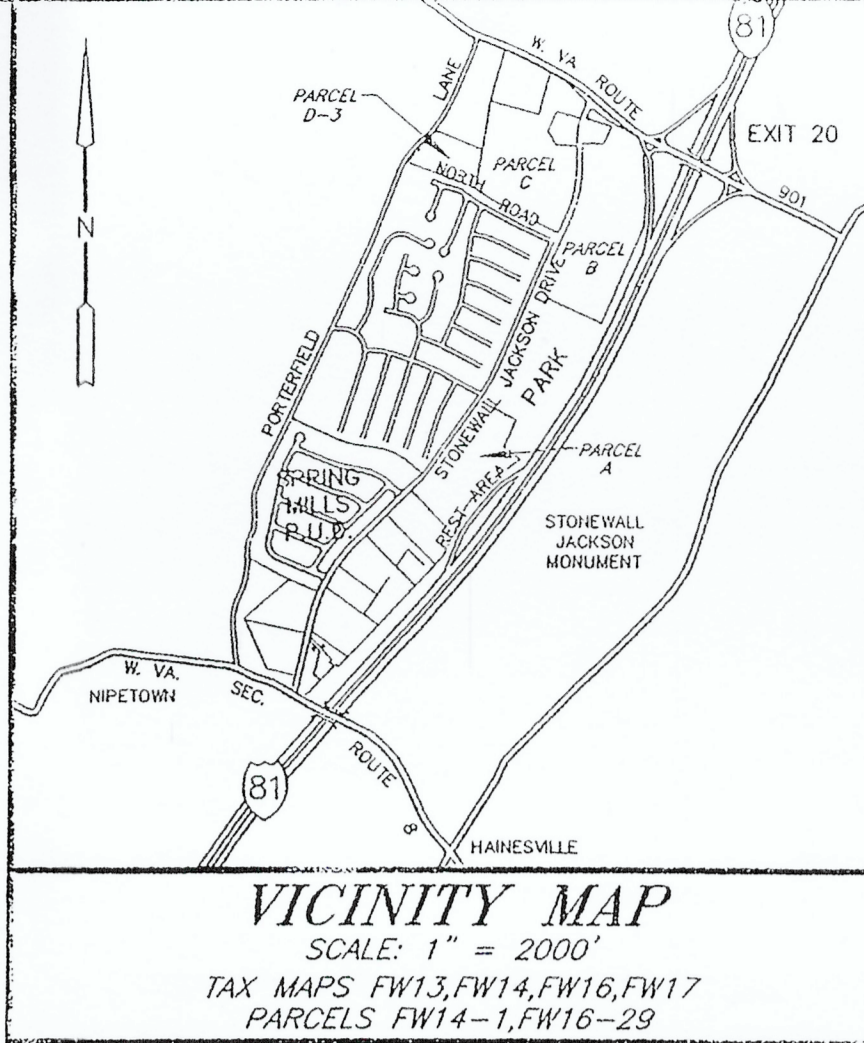 81
W. VA ROUTE
901
EXIT 20
PARCEL
D-3
LANE
PARCEL
C
NORTH ROAD
PARCEL
B
N
PORTERFIELD
STONEWALL JACKSON DRIVE
PARK
PARCEL
A
REST AREA
SPRING
MILLS
P.U.D.
STONEWALL
JACKSON
MONUMENT
W. VA. SEC. ROUTE
8
NIPETOWN
81
HAINESVILLE
VICINITY MAP
SCALE: 1" = 2000'
TAX MAPS FW13,FW14,FW16,FW17
PARCELS FW14-1,FW16-29